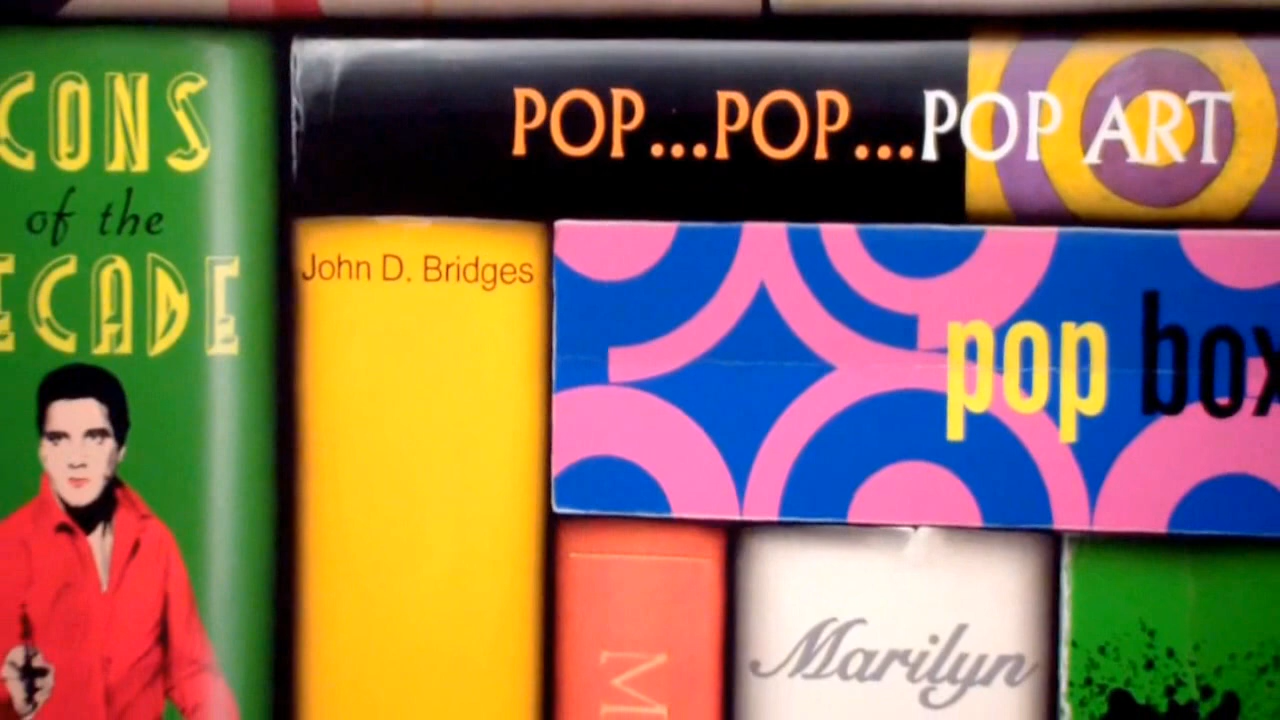 CONS
of the
ECADE
POP...POP...POP ART
John D. Bridges
pop box
M
Marilyn